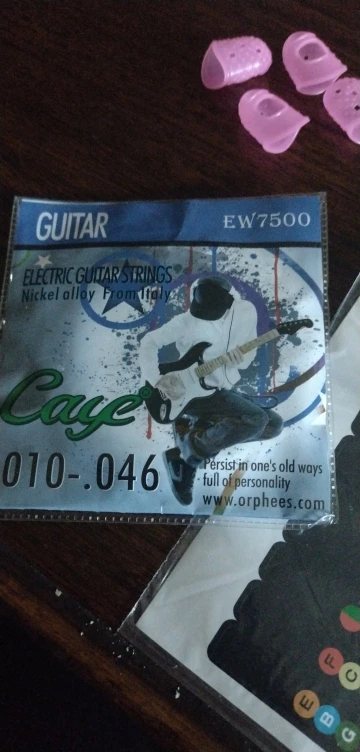 GUITAR
EW7500
ELECTRIC GUITAR STRINGS
Nickel alloy From Italy
Caye®
010-.046
Persist in one's old ways
· full of personality
www.orphees.com
F
E
C
B
G